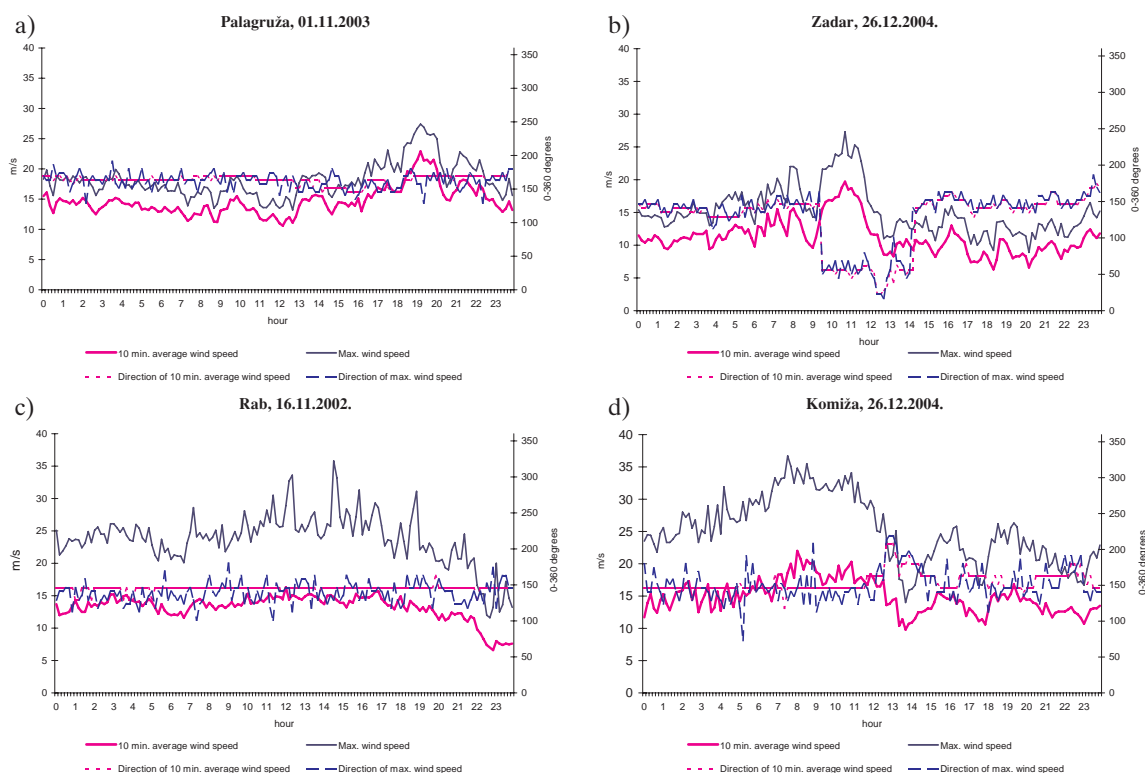 a)
Palagruža, 01.11.2003
40
35
30
25
20
15
10
5
0
m/s
350
300
250
200
150
100
50
0
0-360 degrees
0 1 2 3 4 5 6 7 8 9 10 11 12 13 14 15 16 17 18 19 20 21 22 23
hour
10 min. average wind speed
Max. wind speed
Direction of 10 min. average wind speed
Direction of max. wind speed
b)
Zadar, 26.12.2004.
40
35
30
25
20
15
10
5
0
m/s
350
300
250
200
150
100
50
0
0-360 degrees
0 1 2 3 4 5 6 7 8 9 10 11 12 13 14 15 16 17 18 19 20 21 22 23
hour
10 min. average wind speed
Max. wind speed
Direction of 10 min. average wind speed
Direction of max. wind speed
c)
Rab, 16.11.2002.
40
35
30
25
20
15
10
5
0
m/s
350
300
250
200
150
100
50
0
0-360 degrees
0 1 2 3 4 5 6 7 8 9 10 11 12 13 14 15 16 17 18 19 20 21 22 23
hour
10 min. average wind speed
Max. wind speed
Direction of 10 min. average wind speed
Direction of max. wind speed
d)
Komiža, 26.12.2004.
40
35
30
25
20
15
10
5
0
m/s
350
300
250
200
150
100
50
0
0-360 degrees
0 1 2 3 4 5 6 7 8 9 10 11 12 13 14 15 16 17 18 19 20 21 22 23
hour
10 min. average wind speed
Max. wind speed
Direction of 10 min. average wind speed
Direction of max. wind speed